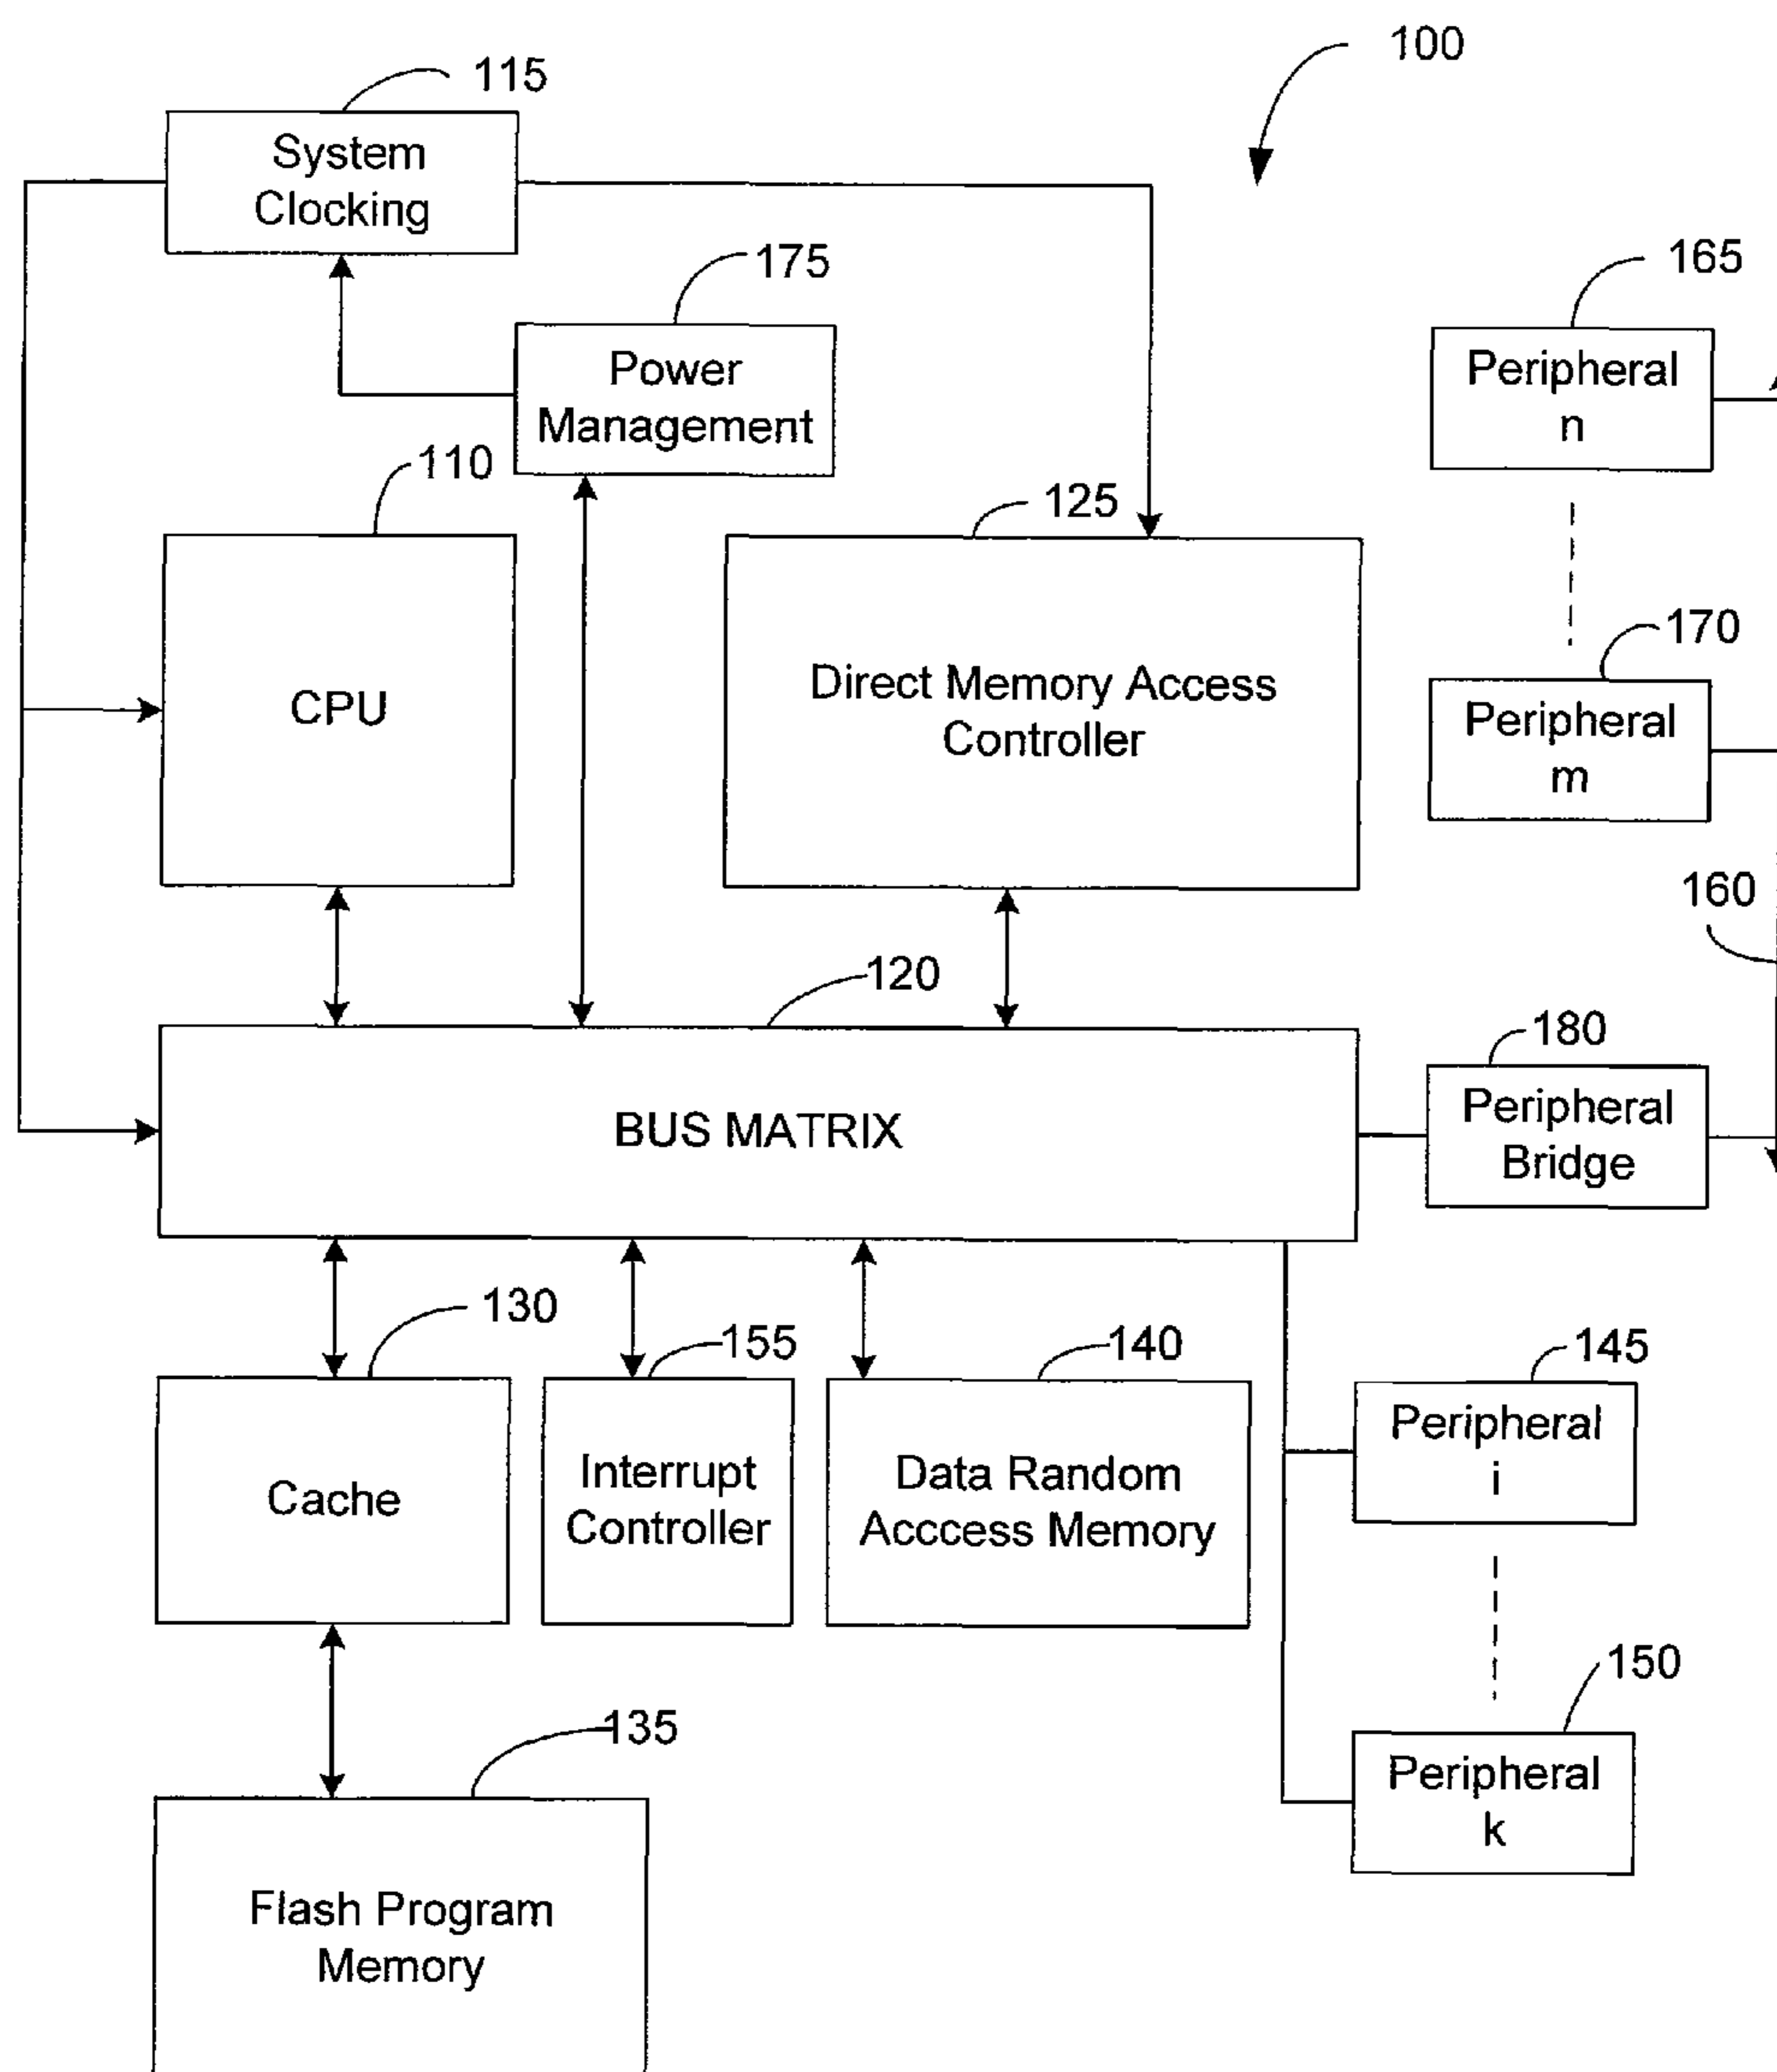 100
115
System
Clocking
175
Power
Management
165
Peripheral
n
110
CPU
125
Direct Memory Access
Controller
170
Peripheral
m
160
120
BUS MATRIX
180
Peripheral
Bridge
130
Cache
155
Interrupt
Controller
140
Data Random
Acccess Memory
145
Peripheral
i
150
Peripheral
k
135
Flash Program
Memory